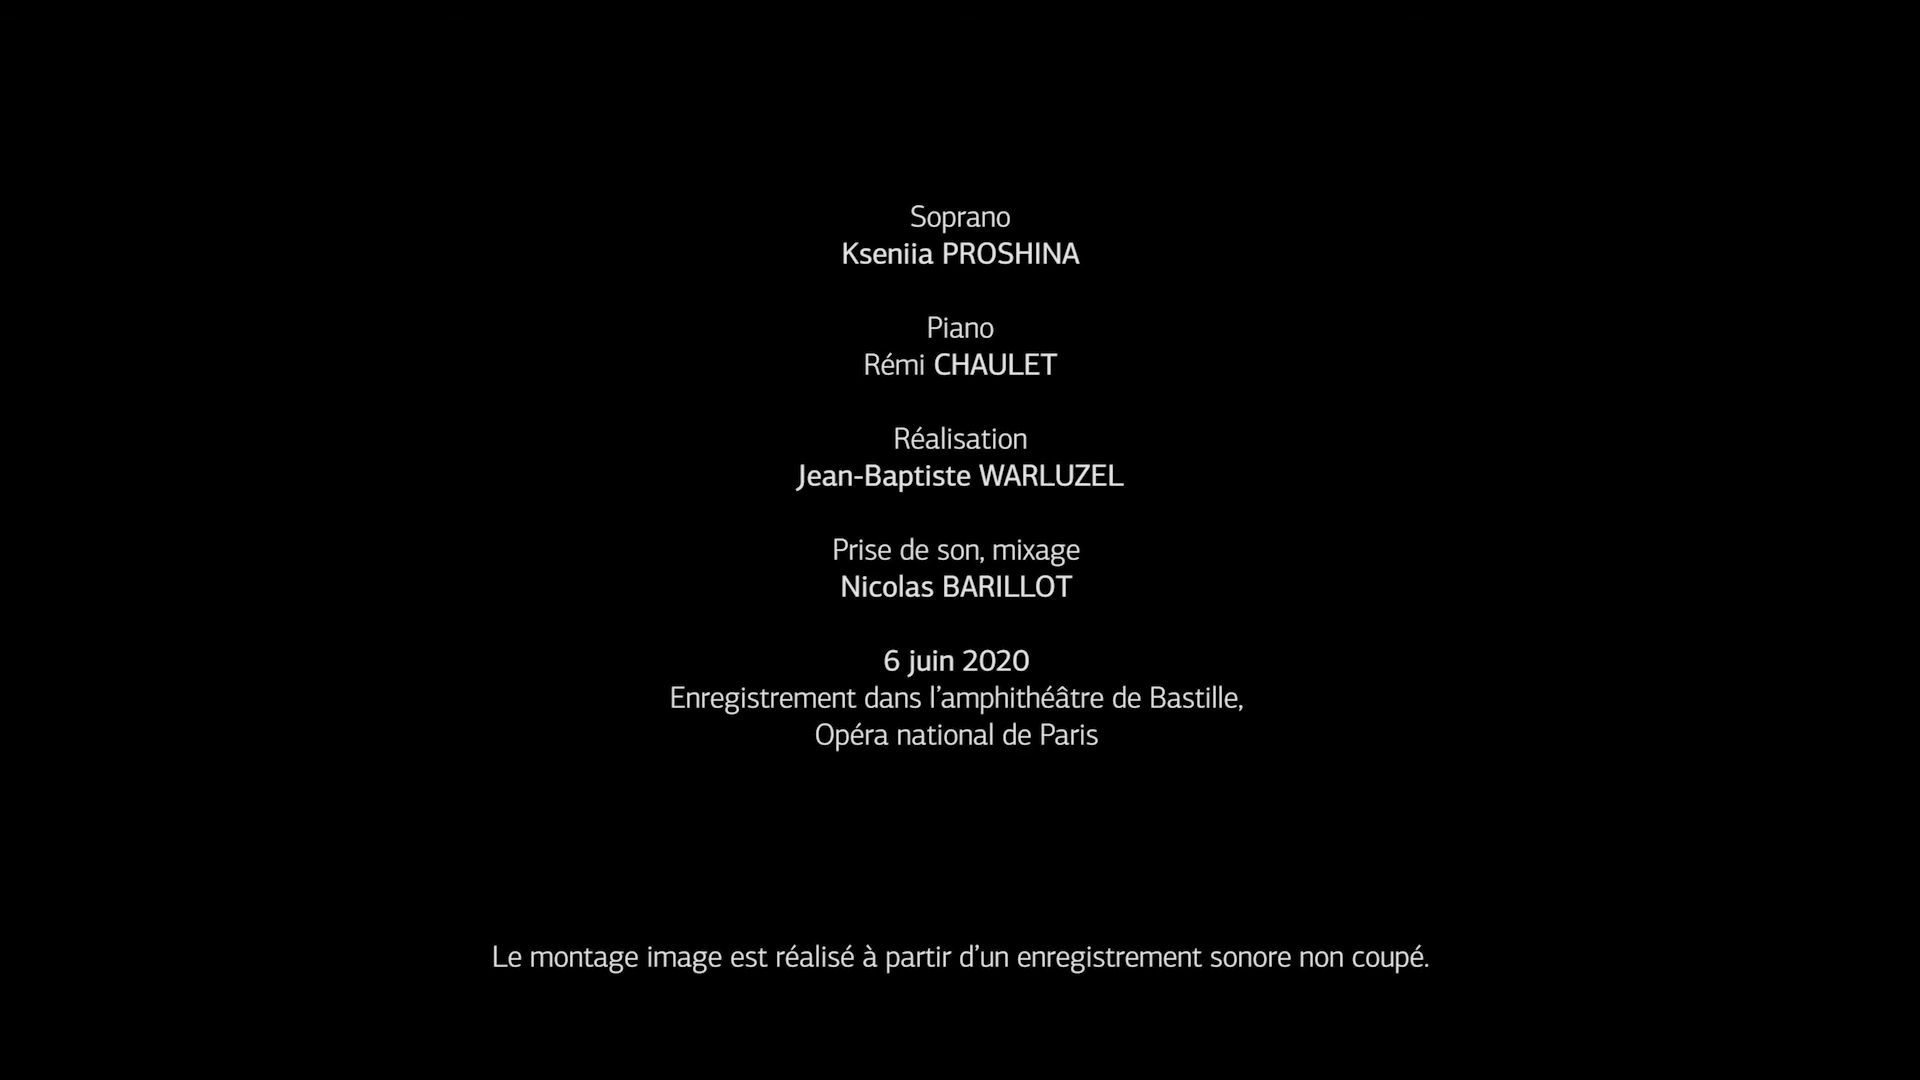 Soprano
Kseniia PROSHINA
Piano
Rémi CHAULET
Réalisation
Jean-Baptiste WARLUZEL
Prise de son, mixage
Nicolas BARILLOT
6 juin 2020
Enregistrement dans l’amphithéâtre de Bastille,
Opéra national de Paris
Le montage image est réalisé à partir d’un enregistrement sonore non coupé.